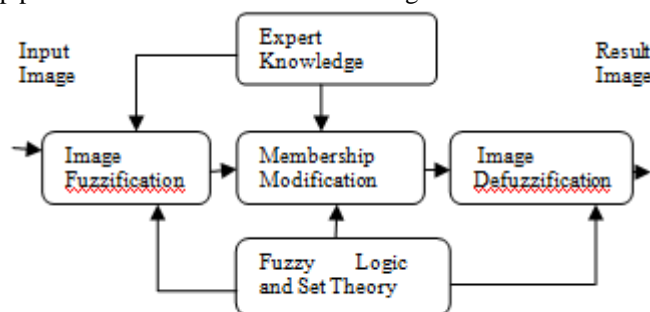 Expert
Knowledge
Input
Image
Result
Image
Image
Fuzzification
Membership
Modification
Image
Defuzzification
Fuzzy Logic
and Set Theory